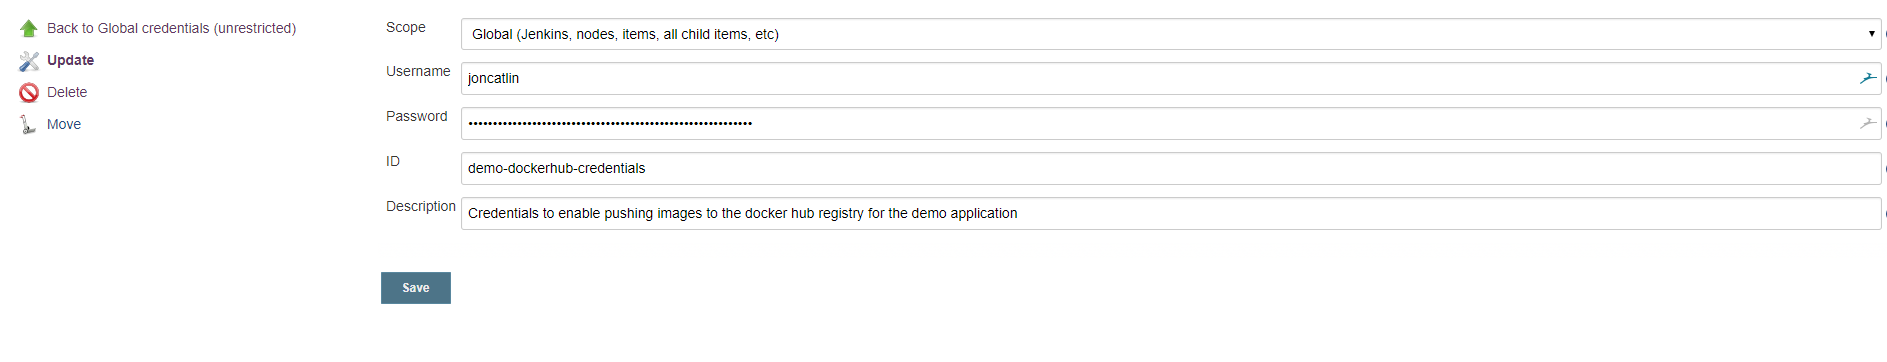 Back to Global credentials (unrestricted)
Update
Delete
Move
Scope
Global (Jenkins, nodes, items, all child items, etc)
Username
joncatlin
Password
••••••••••••••••••••••••••••••••••••••••••••••••••••••••••
ID
demo-dockerhub-credentials
Description
Credentials to enable pushing images to the docker hub registry for the demo application
Save